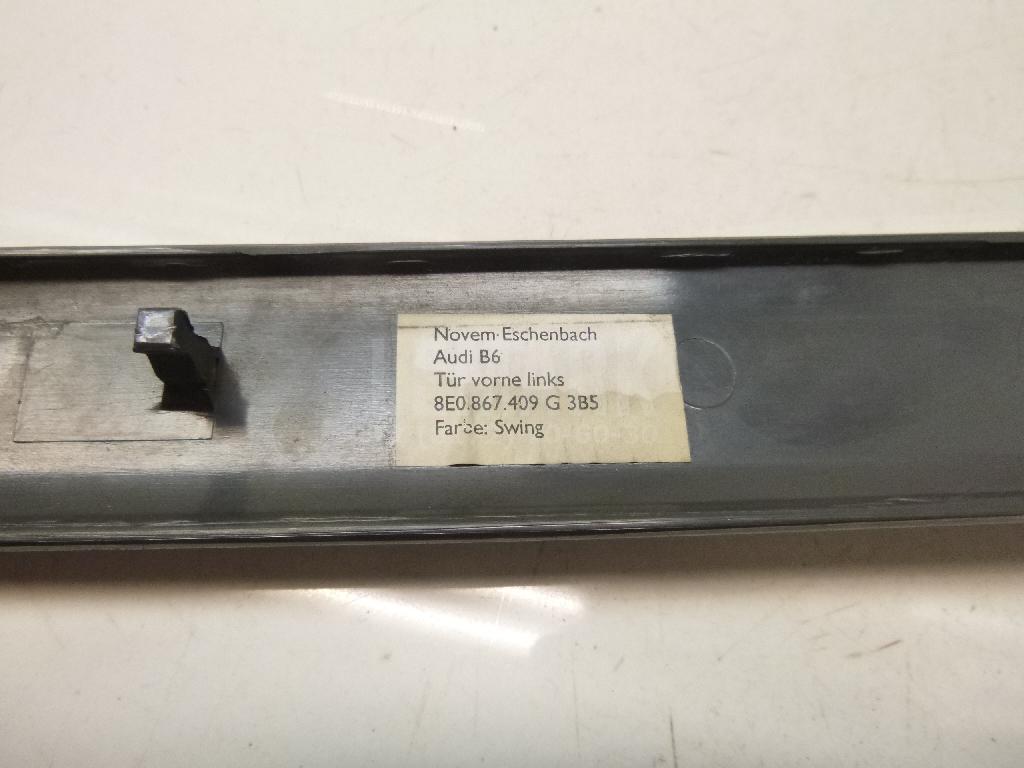 Novem·Eschenbach
Audi B6
Tür vorne links
8E0.867.409 G 3B5
Farbe: Swing